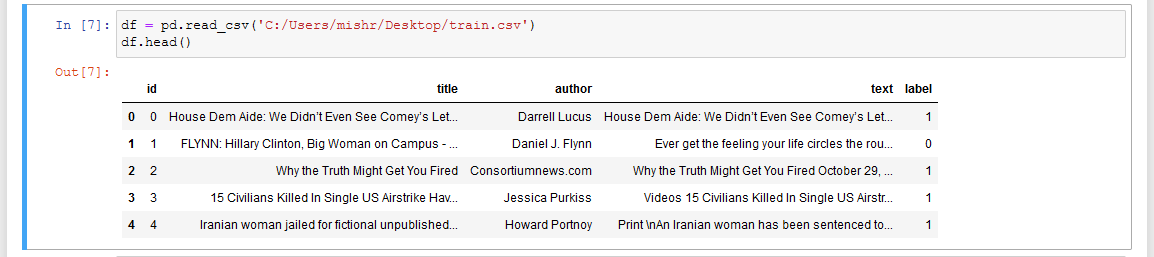 In [7]: df = pd.read_csv('C:/Users/mishr/Desktop/train.csv')
df.head()
Out[7]:
id title author text label
0 0 House Dem Aide: We Didn’t Even See Comey’s Let... Darrell Lucus House Dem Aide: We Didn’t Even See Comey’s Let... 1
1 1 FLYNN: Hillary Clinton, Big Woman on Campus - ... Daniel J. Flynn Ever get the feeling your life circles the rou... 0
2 2 Why the Truth Might Get You Fired Consortiumnews.com Why the Truth Might Get You Fired October 29, ... 1
3 3 15 Civilians Killed In Single US Airstrike Hav... Jessica Purkiss Videos 15 Civilians Killed In Single US Airstr... 1
4 4 Iranian woman jailed for fictional unpublished... Howard Portnoy Print \nAn Iranian woman has been sentenced to... 1